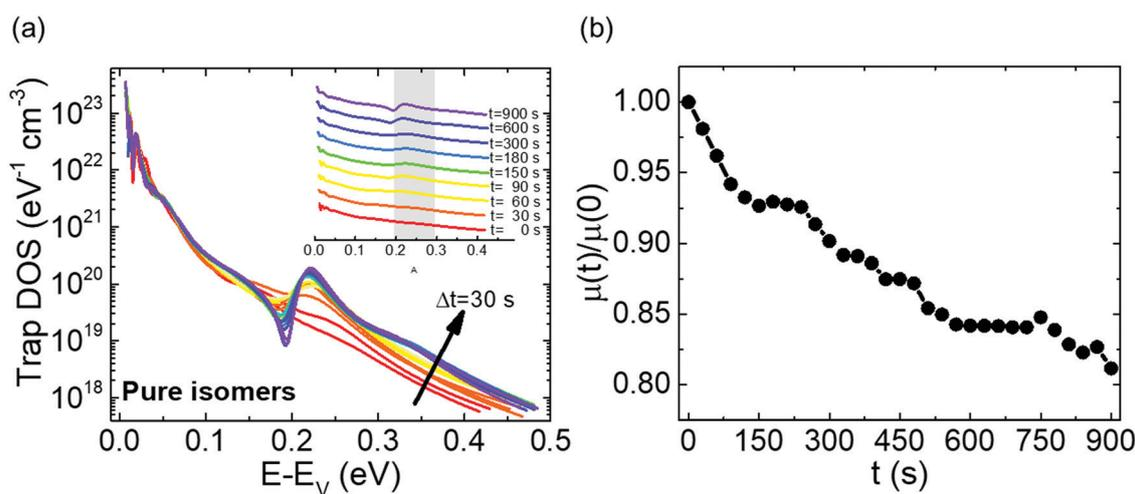 (a)
(b)
Trap DOS (eV⁻¹ cm⁻³)
10²³
10²²
10²¹
10²⁰
10¹⁹
10¹⁸
t=900 s
t=600 s
t=300 s
t=180 s
t=150 s
t= 90 s
t= 60 s
t= 30 s
t= 0 s
0.0 0.1 0.2 0.3 0.4
A
Δt=30 s
Pure isomers
0.0 0.1 0.2 0.3 0.4 0.5
E-E_V (eV)
μ(t)/μ(0)
1.00
0.95
0.90
0.85
0.80
0 150 300 450 600 750 900
t (s)